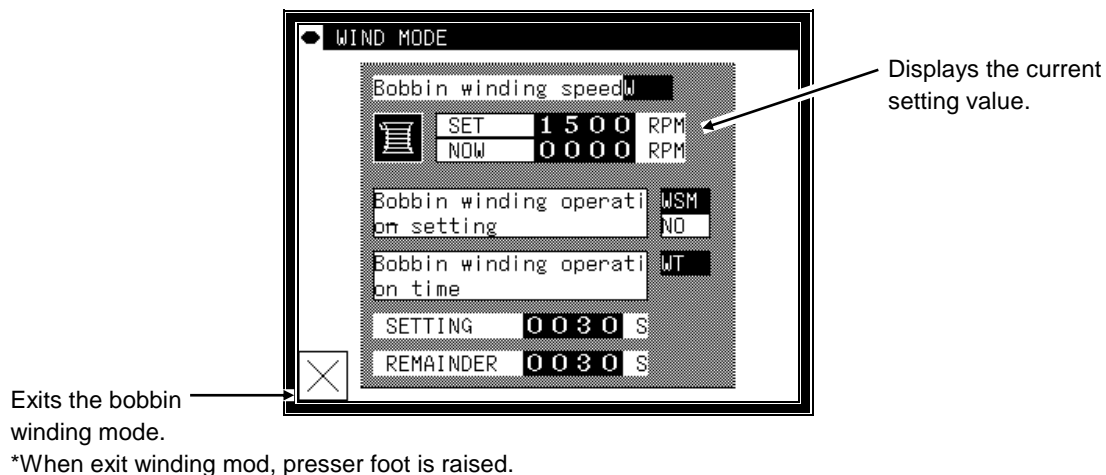 WIND MODE
Bobbin winding speed W
Displays the current
setting value.
SET 1500 RPM
NOW 0000 RPM
Bobbin winding operati WSM
on setting NO
Bobbin winding operati WT
on time
SETTING 0030 S
REMAINDER 0030 S
Exits the bobbin
winding mode.
*When exit winding mod, presser foot is raised.